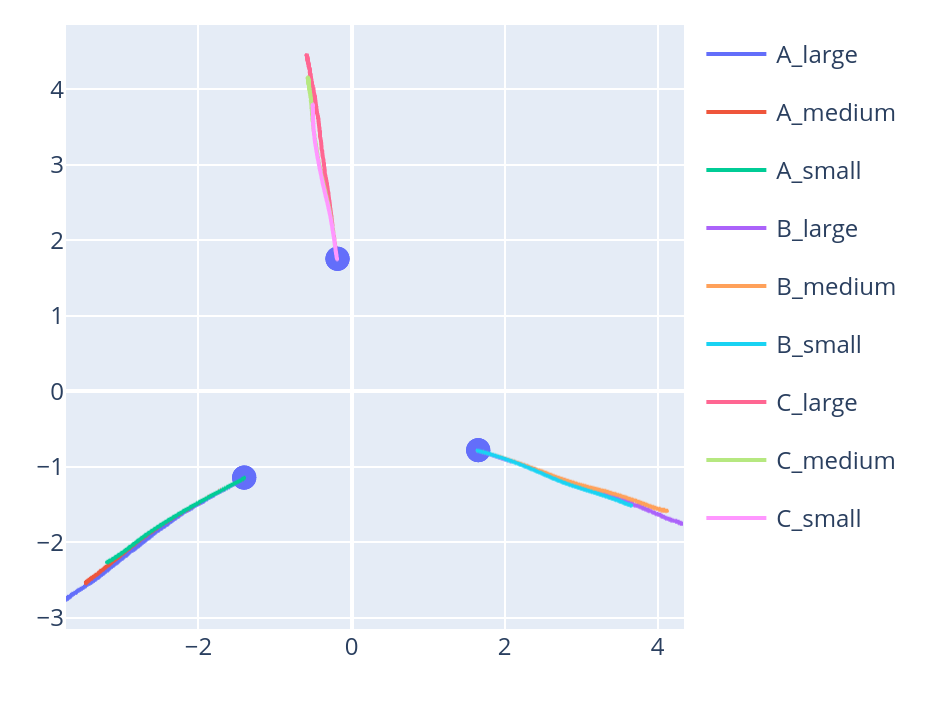 4
3
2
1
0
−1
−2
−3
−2 0 2 4
A_large
A_medium
A_small
B_large
B_medium
B_small
C_large
C_medium
C_small